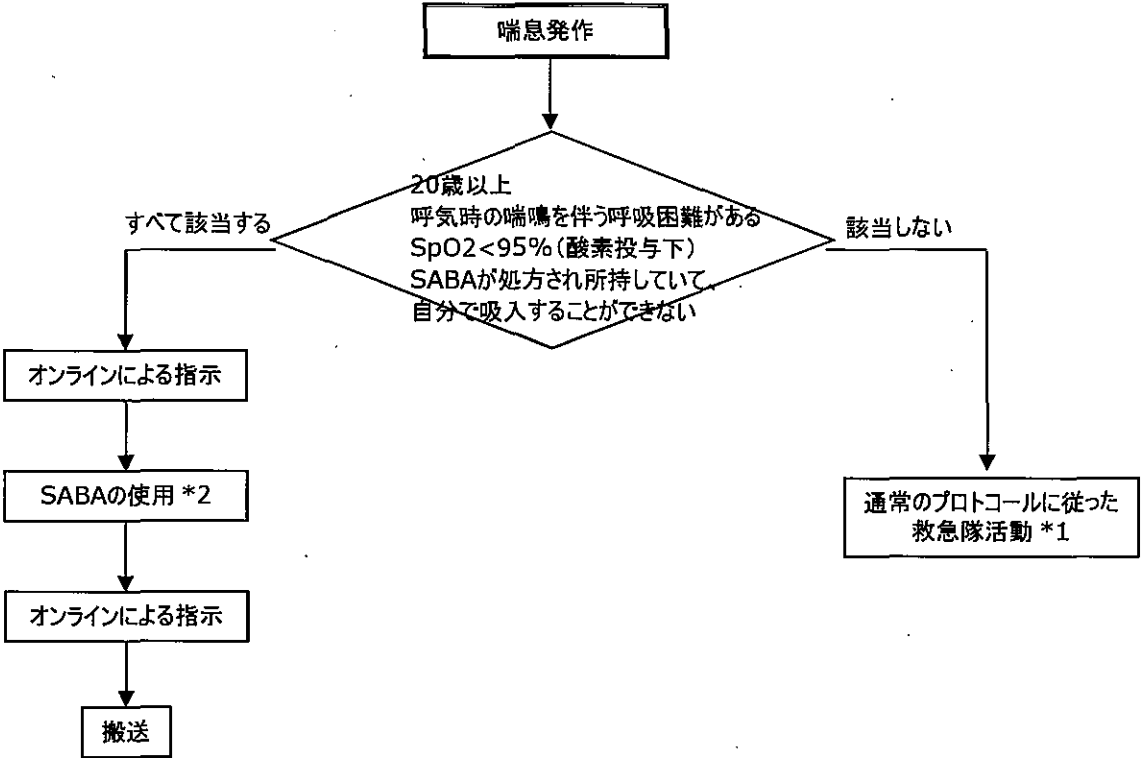 喘息発作
20歳以上
呼気時の喘鳴を伴う呼吸困難がある
SpO2<95%(酸素投与下)
SABAが処方され所持していて、
自分で吸入することができない
すべて該当する
該当しない
オンラインによる指示
SABAの使用 *2
オンラインによる指示
搬送
通常のプロトコールに従った
救急隊活動 *1